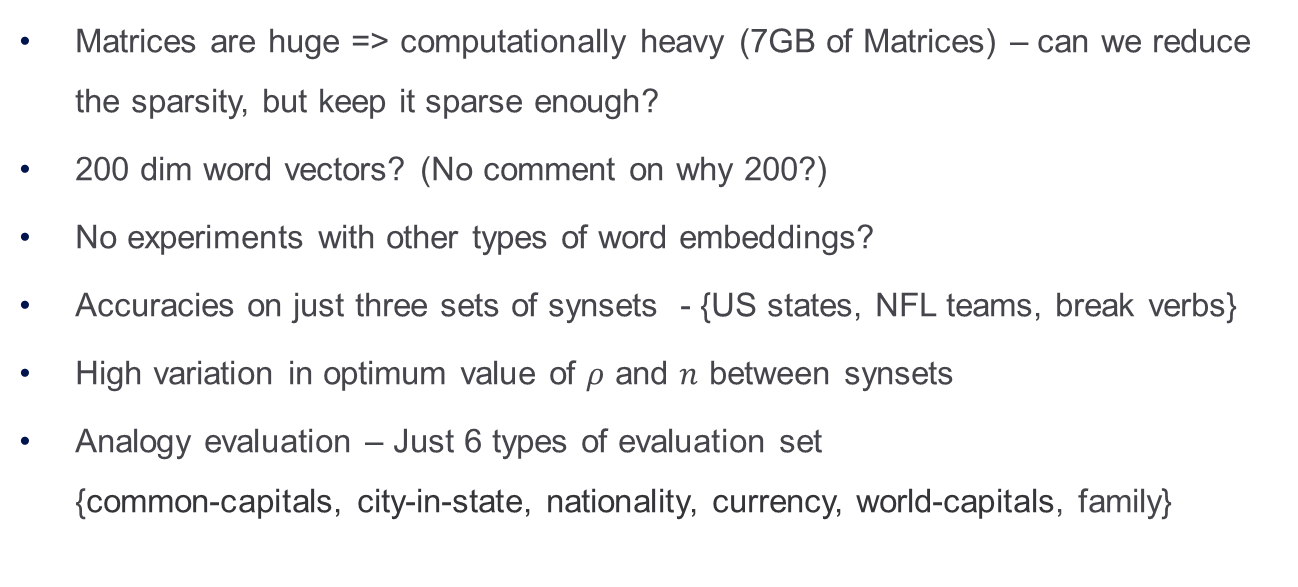 • Matrices are huge => computationally heavy (7GB of Matrices) – can we reduce
the sparsity, but keep it sparse enough?
• 200 dim word vectors? (No comment on why 200?)
• No experiments with other types of word embeddings?
• Accuracies on just three sets of synsets - {US states, NFL teams, break verbs}
• High variation in optimum value of ρ and n between synsets
• Analogy evaluation – Just 6 types of evaluation set
{common-capitals, city-in-state, nationality, currency, world-capitals, family}